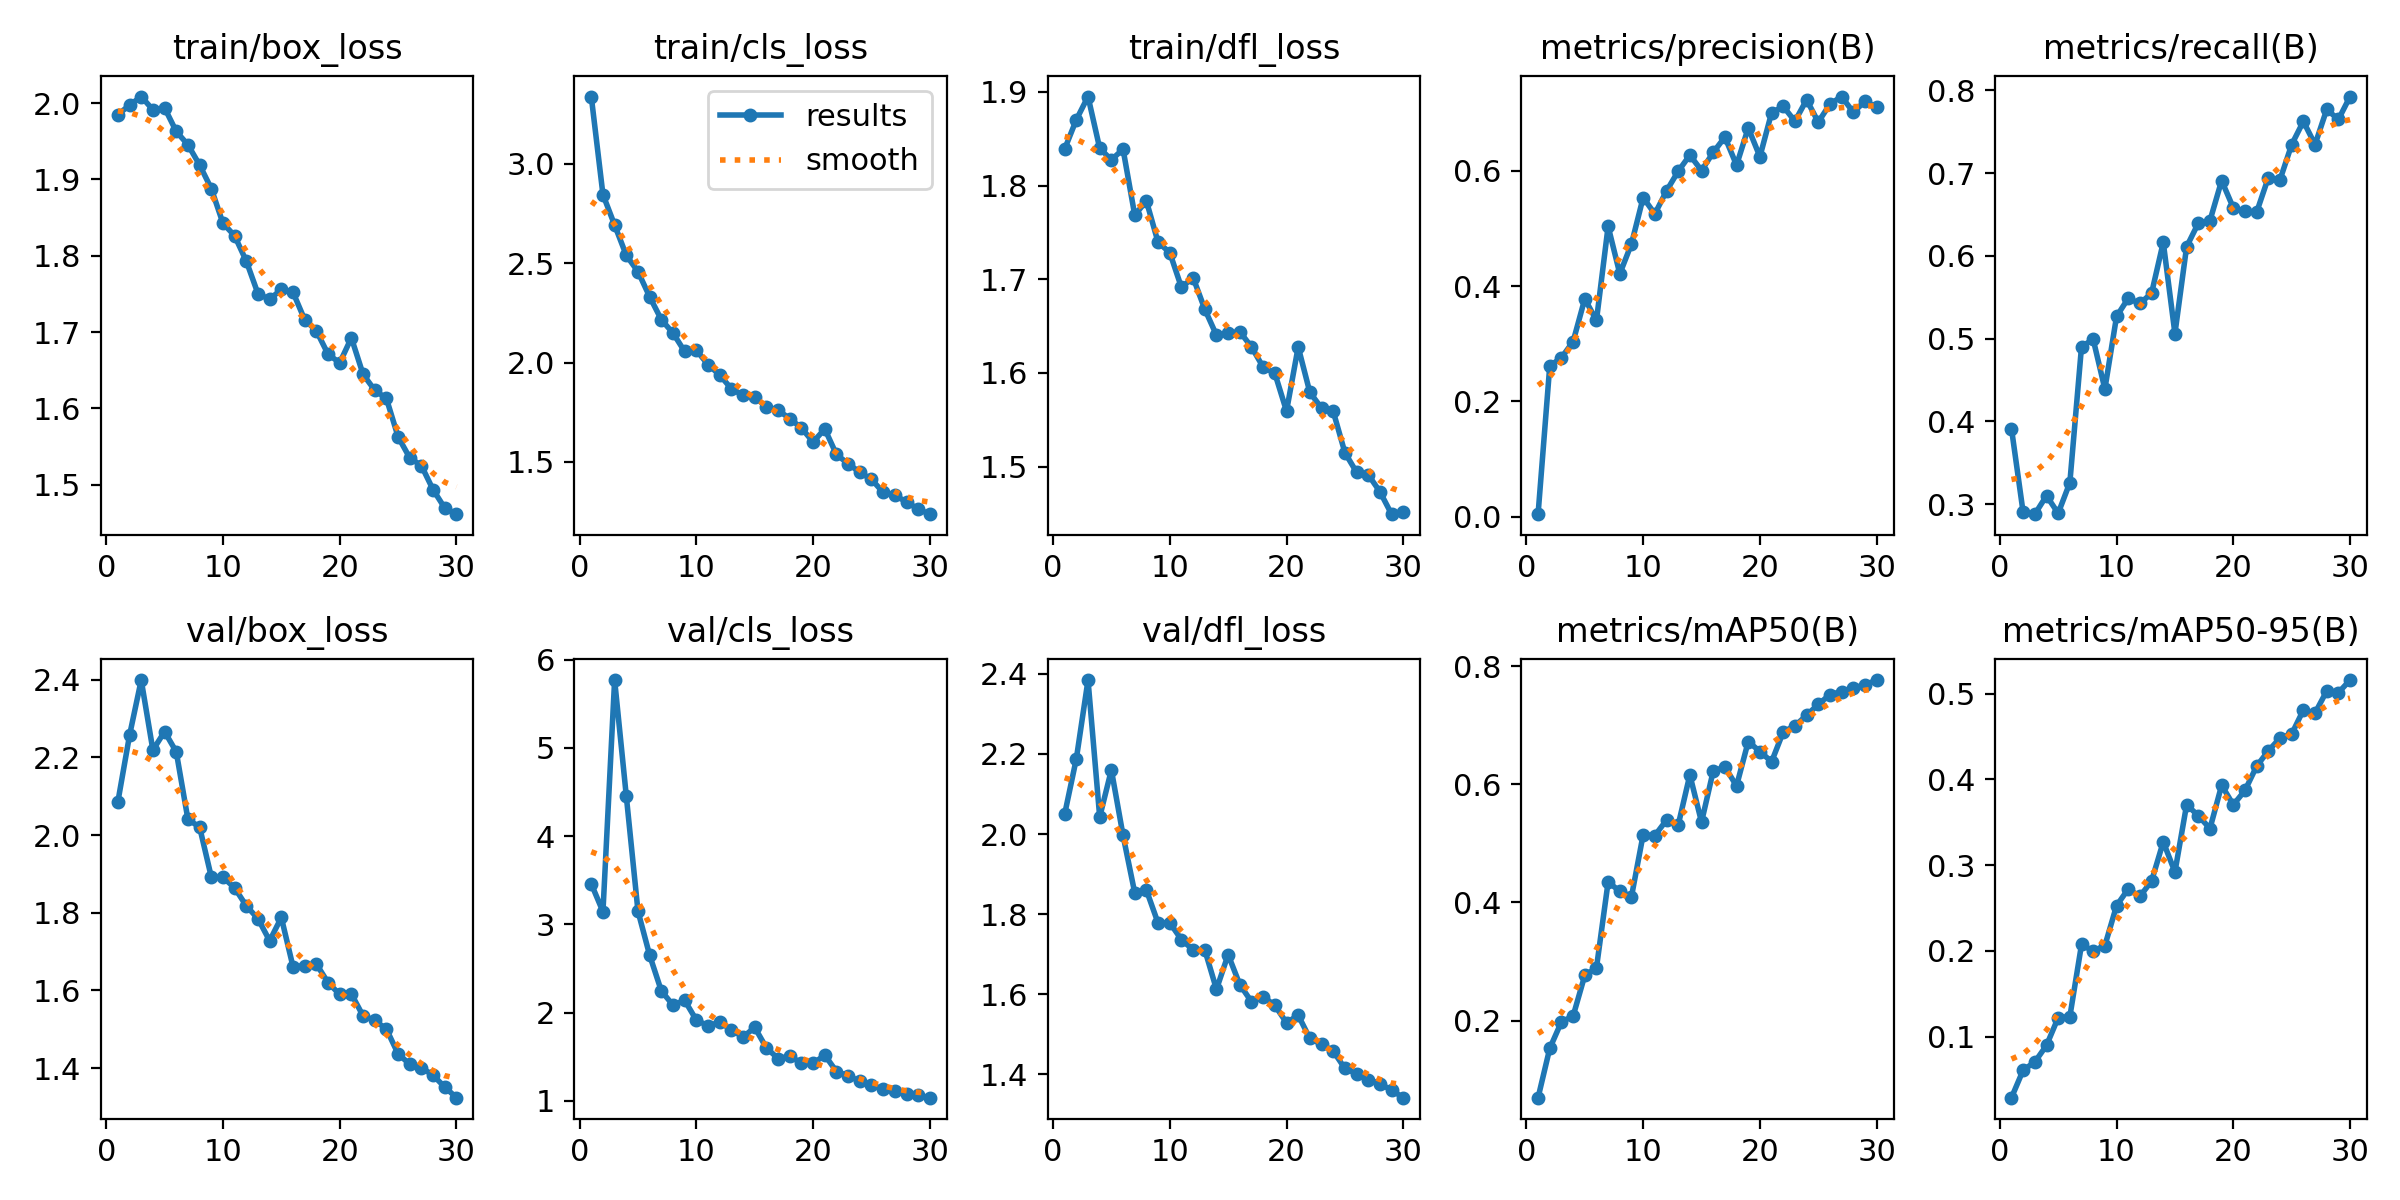 train/box_loss
train/cls_loss
train/dfl_loss
metrics/precision(B)
metrics/recall(B)
results
smooth
2.0
1.9
1.8
1.7
1.6
1.5
0 10 20 30
3.0
2.5
2.0
1.5
0 10 20 30
1.9
1.8
1.7
1.6
1.5
0 10 20 30
0.6
0.4
0.2
0.0
0 10 20 30
0.8
0.7
0.6
0.5
0.4
0.3
0 10 20 30
val/box_loss
val/cls_loss
val/dfl_loss
metrics/mAP50(B)
metrics/mAP50-95(B)
2.4
2.2
2.0
1.8
1.6
1.4
0 10 20 30
6
5
4
3
2
1
0 10 20 30
2.4
2.2
2.0
1.8
1.6
1.4
0 10 20 30
0.8
0.6
0.4
0.2
0 10 20 30
0.5
0.4
0.3
0.2
0.1
0 10 20 30